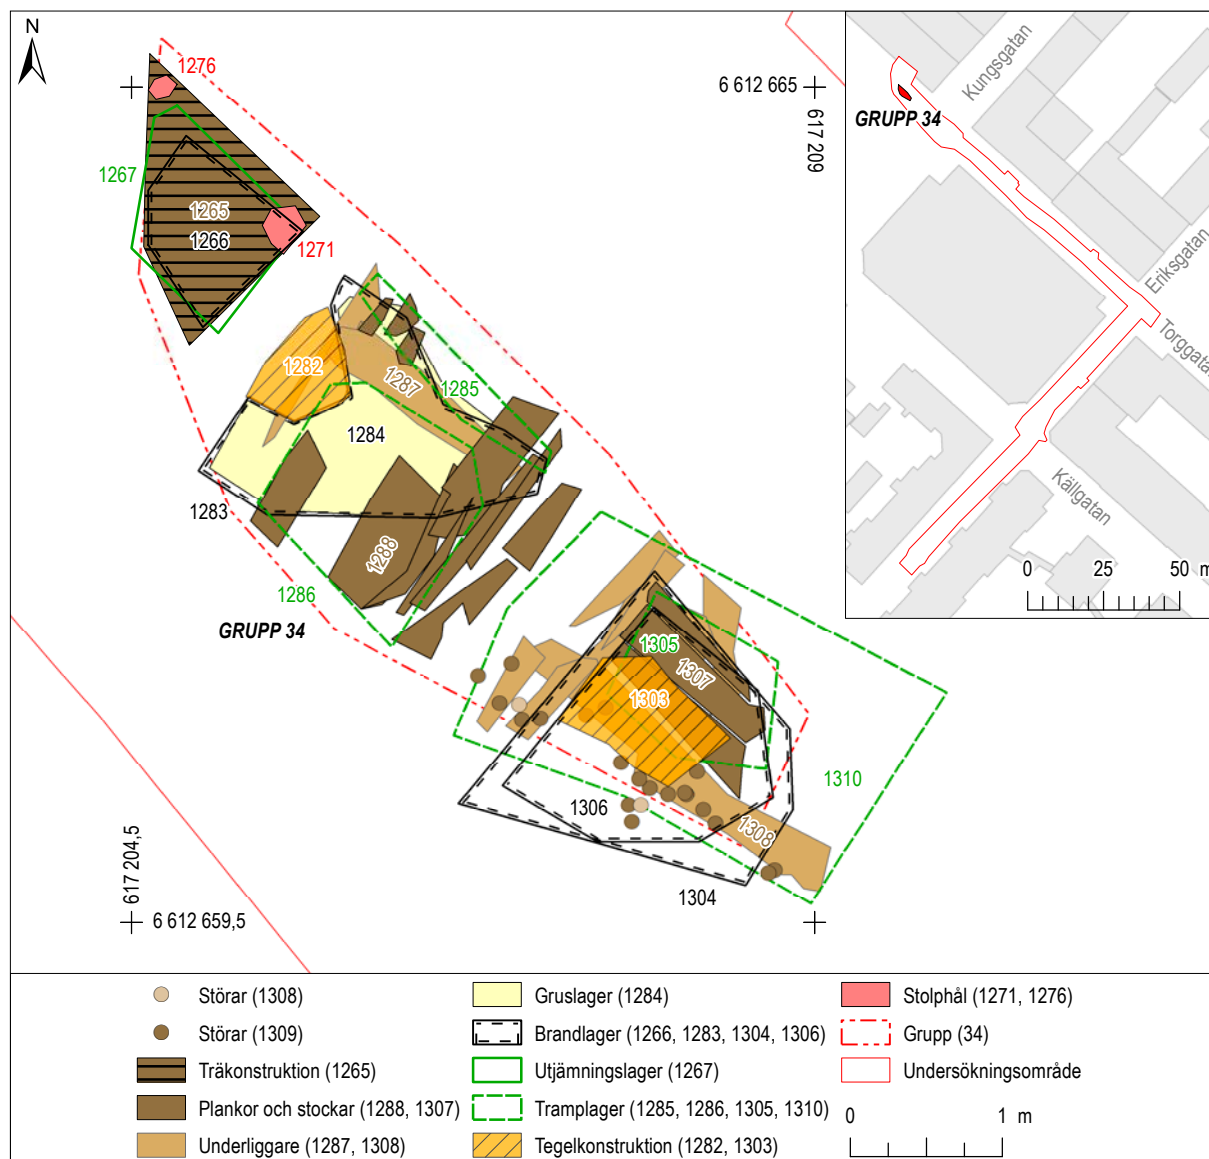 N
1276
6 612 665
617 209
1267
1265
1266
1271
1282
1287
1285
1284
1283
1288
1286
GRUPP 34
1305
1307
1303
1310
1306
1308
1304
617 204,5
6 612 659,5
Kungsgatan
GRUPP 34
Eriksgatan
Torggatan
Källgatan
0 25 50 m
Störar (1308)
Störar (1309)
Träkonstruktion (1265)
Plankor och stockar (1288, 1307)
Underliggare (1287, 1308)
Gruslager (1284)
Brandlager (1266, 1283, 1304, 1306)
Utjämningslager (1267)
Tramplager (1285, 1286, 1305, 1310)
Tegelkonstruktion (1282, 1303)
Stolphål (1271, 1276)
Grupp (34)
Undersökningsområde
0 1 m